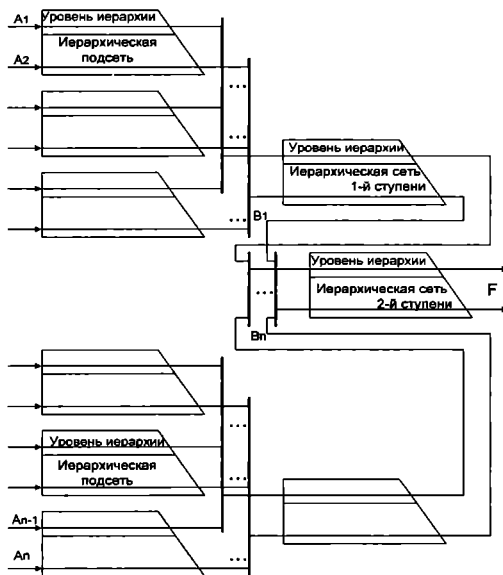 A1
Уровень иерархии
A2
Иерархическая
подсеть
...
...
Уровень иерархии
Иерархическая сеть
1-й ступени
...
B1
Уровень иерархии
...
Иерархическая сеть
2-й ступени
F
Bn
...
Уровень иерархии
...
Иерархическая
подсеть
An-1
...
An